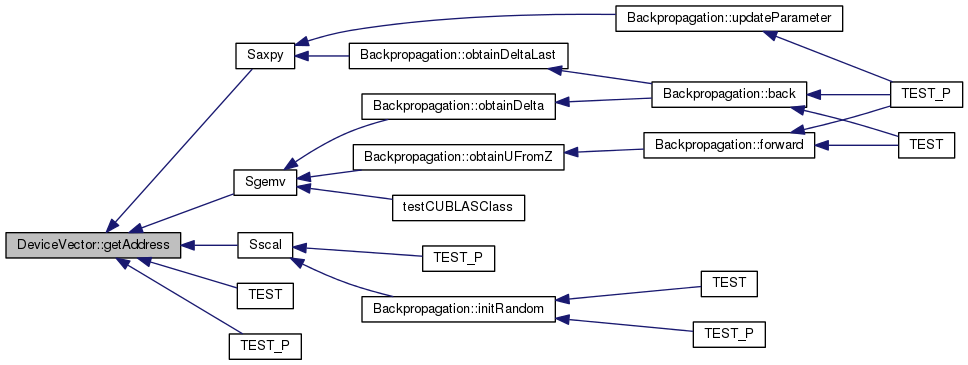 Backpropagation::updateParameter
Saxpy
Backpropagation::obtainDeltaLast
Backpropagation::back
TEST_P
Backpropagation::obtainDelta
Backpropagation::forward
TEST
Backpropagation::obtainUFromZ
Sgemv
testCUBLASClass
DeviceVector::getAddress
Sscal
TEST_P
TEST
TEST
Backpropagation::initRandom
TEST_P
TEST_P